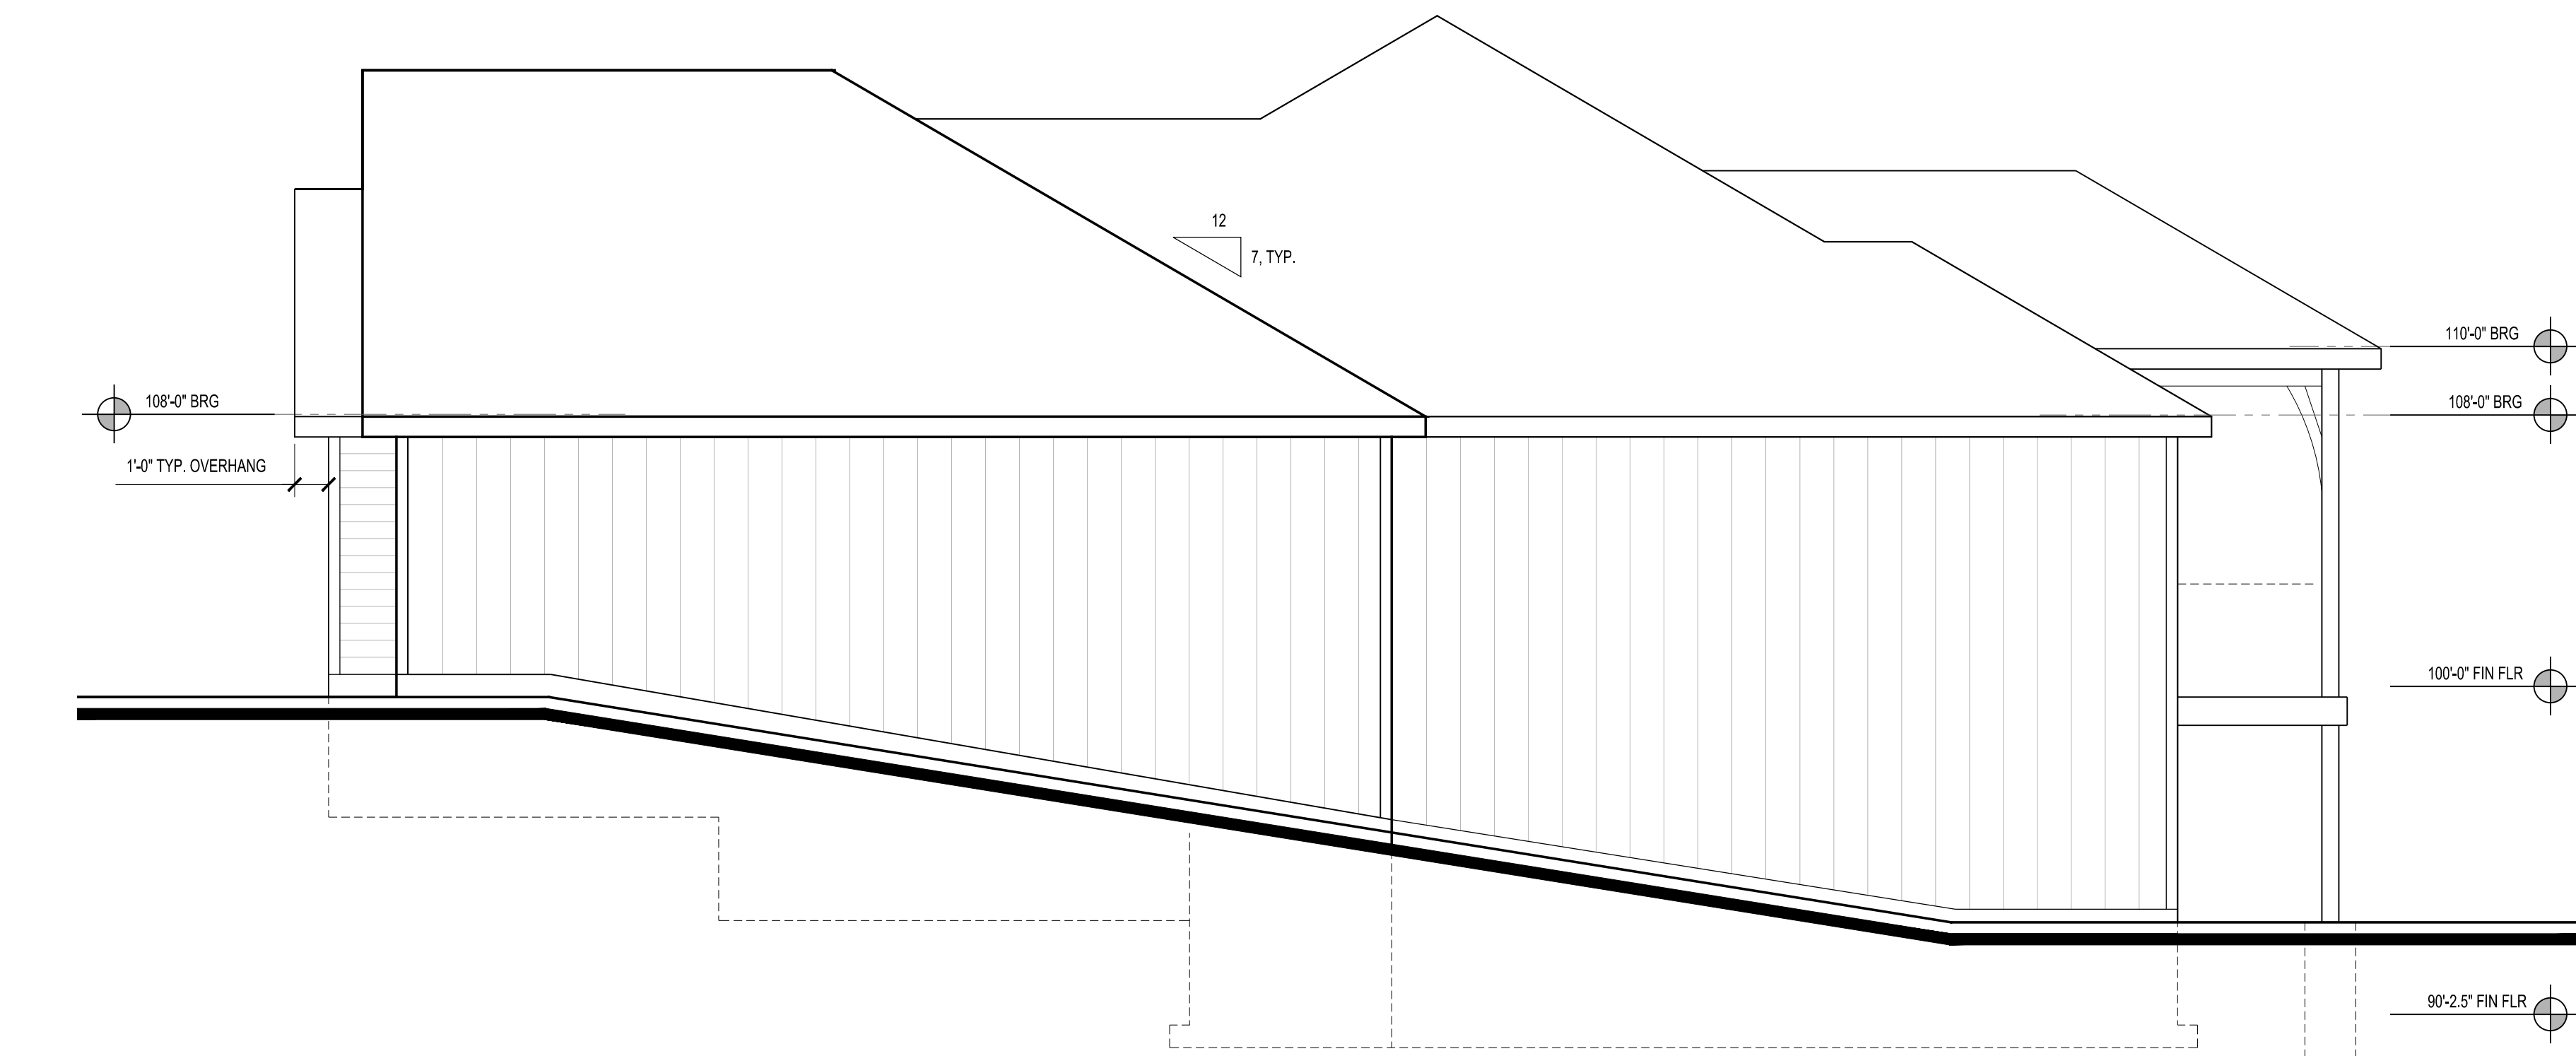 12
7, TYP.
110'-0" BRG
108'-0" BRG
108'-0" BRG
1'-0" TYP. OVERHANG
100'-0" FIN FLR
90'-2.5" FIN FLR